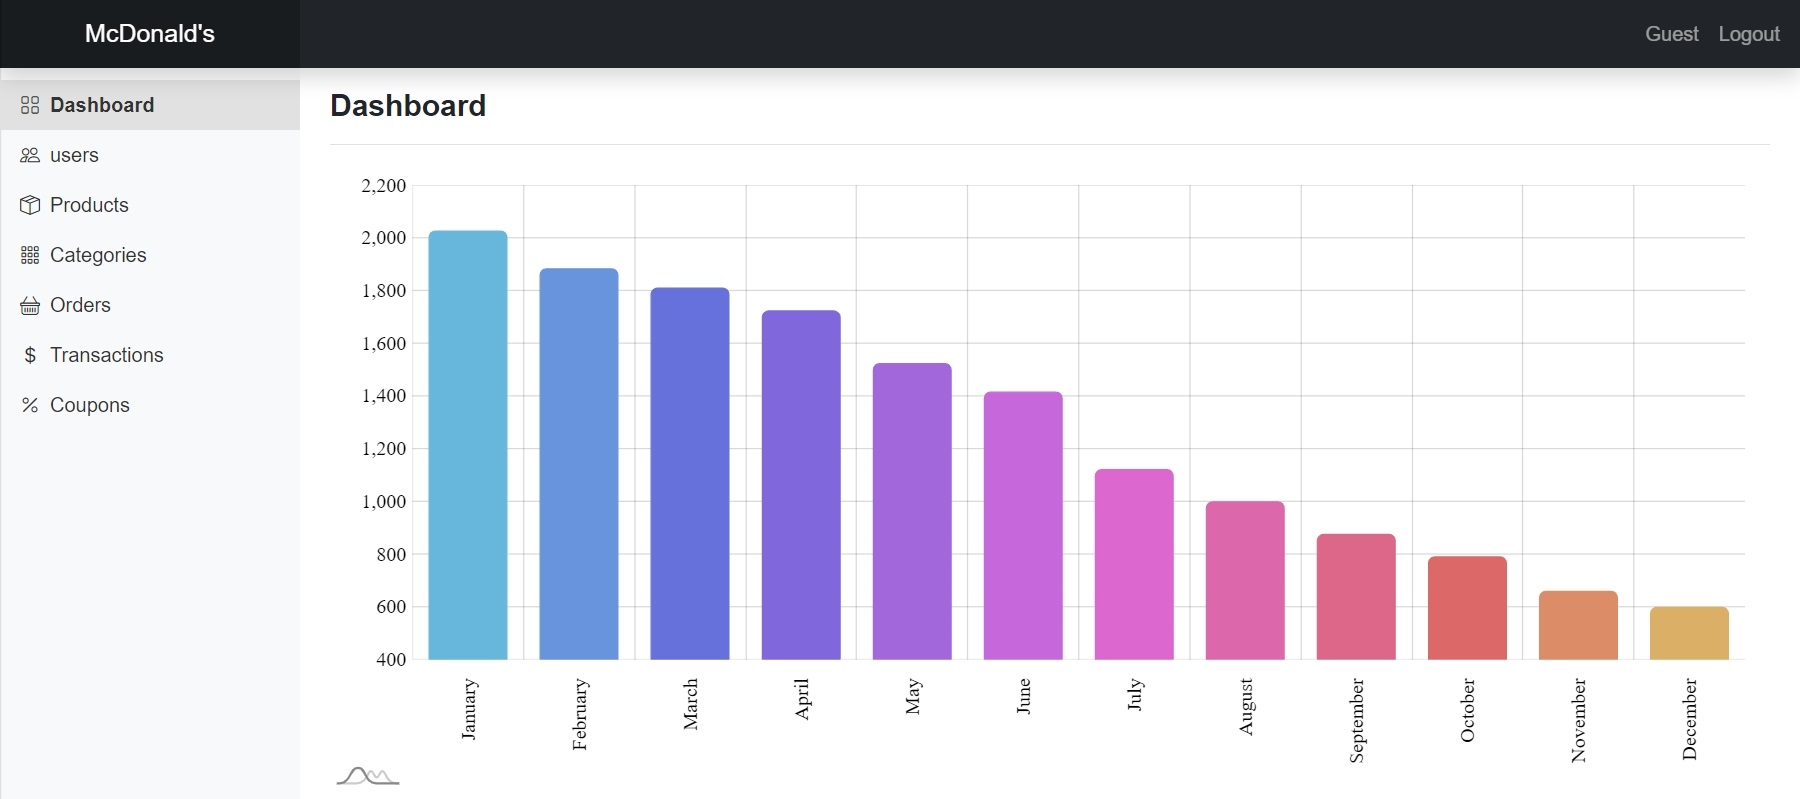 McDonald's
Guest Logout
Dashboard
users
Products
Categories
Orders
$ Transactions
% Coupons
Dashboard
2,200
2,000
1,800
1,600
1,400
1,200
1,000
800
600
400
January
February
March
April
May
June
July
August
September
October
November
December